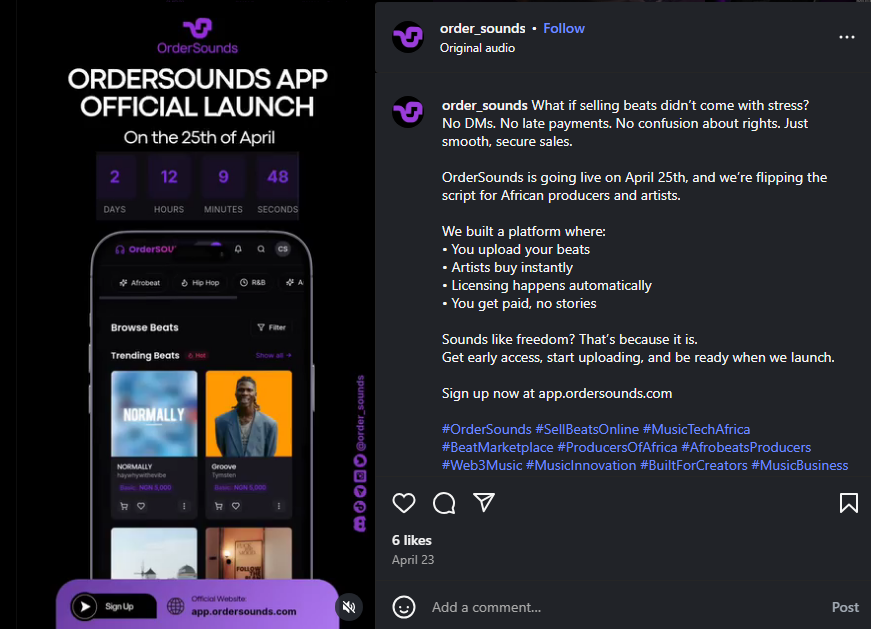 OrderSounds
ORDERSOUNDS APP
OFFICIAL LAUNCH
On the 25th of April
2 12 9 48
DAYS HOURS MINUTES SECONDS
OrderSOU
CS
Afrobeat Hip Hop R&B A
Browse Beats Filter
Trending Beats Hot Show all →
NORMALLY
NORMALLY
haywhywithevibe
Basic: NGN 5,000
Groove
Tymsten
Basic: NGN 5,000
@order_sounds
Sign Up
Official Website:
app.ordersounds.com
order_sounds • Follow
Original audio
order_sounds What if selling beats didn't come with stress?
No DMs. No late payments. No confusion about rights. Just
smooth, secure sales.
OrderSounds is going live on April 25th, and we're flipping the
script for African producers and artists.
We built a platform where:
• You upload your beats
• Artists buy instantly
• Licensing happens automatically
• You get paid, no stories
Sounds like freedom? That's because it is.
Get early access, start uploading, and be ready when we launch.
Sign up now at app.ordersounds.com
#OrderSounds #SellBeatsOnline #MusicTechAfrica
#BeatMarketplace #ProducersOfAfrica #AfrobeatsProducers
#Web3Music #MusicInnovation #BuiltForCreators #MusicBusiness
6 likes
April 23
Add a comment...
Post